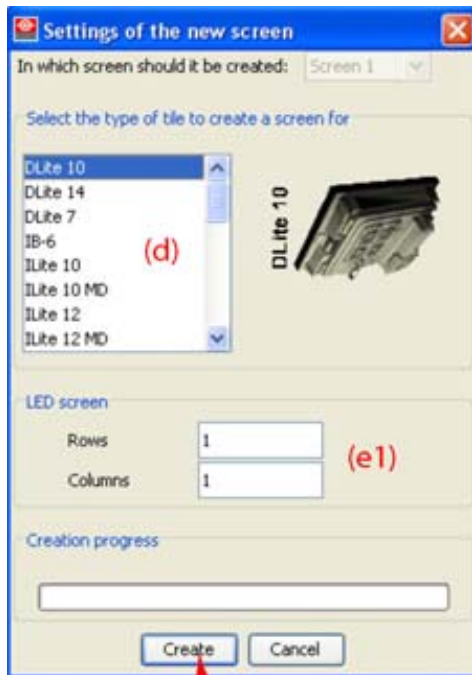 Settings of the new screen
In which screen should it be created: Screen 1
Select the type of tile to create a screen for
DLite 10
DLite 14
DLite 7
IB-6
ILite 10
ILite 10 MD
ILite 12
ILite 12 MD
(d)
DLite 10
LED screen
Rows 1
Columns 1
(e1)
Creation progress
Create Cancel